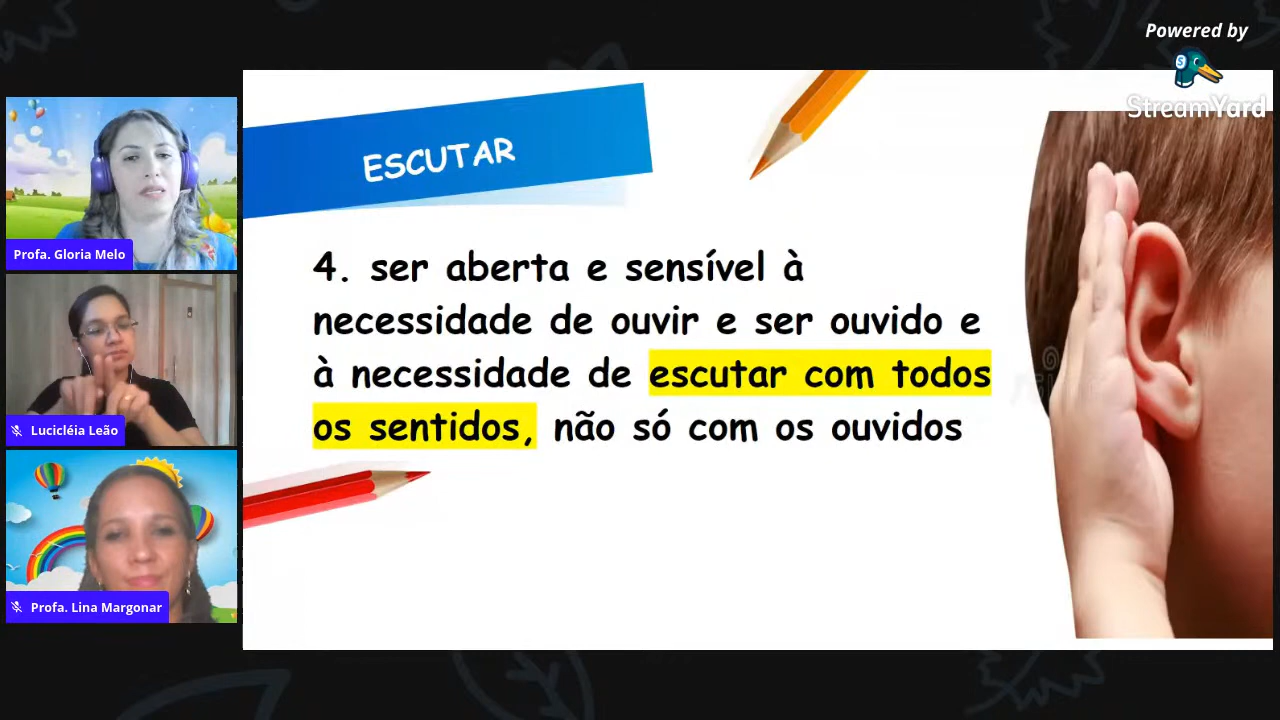 Powered by
StreamYard
ESCUTAR
4. ser aberta e sensível à
necessidade de ouvir e ser ouvido e
à necessidade de escutar com todos
os sentidos, não só com os ouvidos
Profa. Gloria Melo
Lucicléia Leão
Profa. Lina Margonar